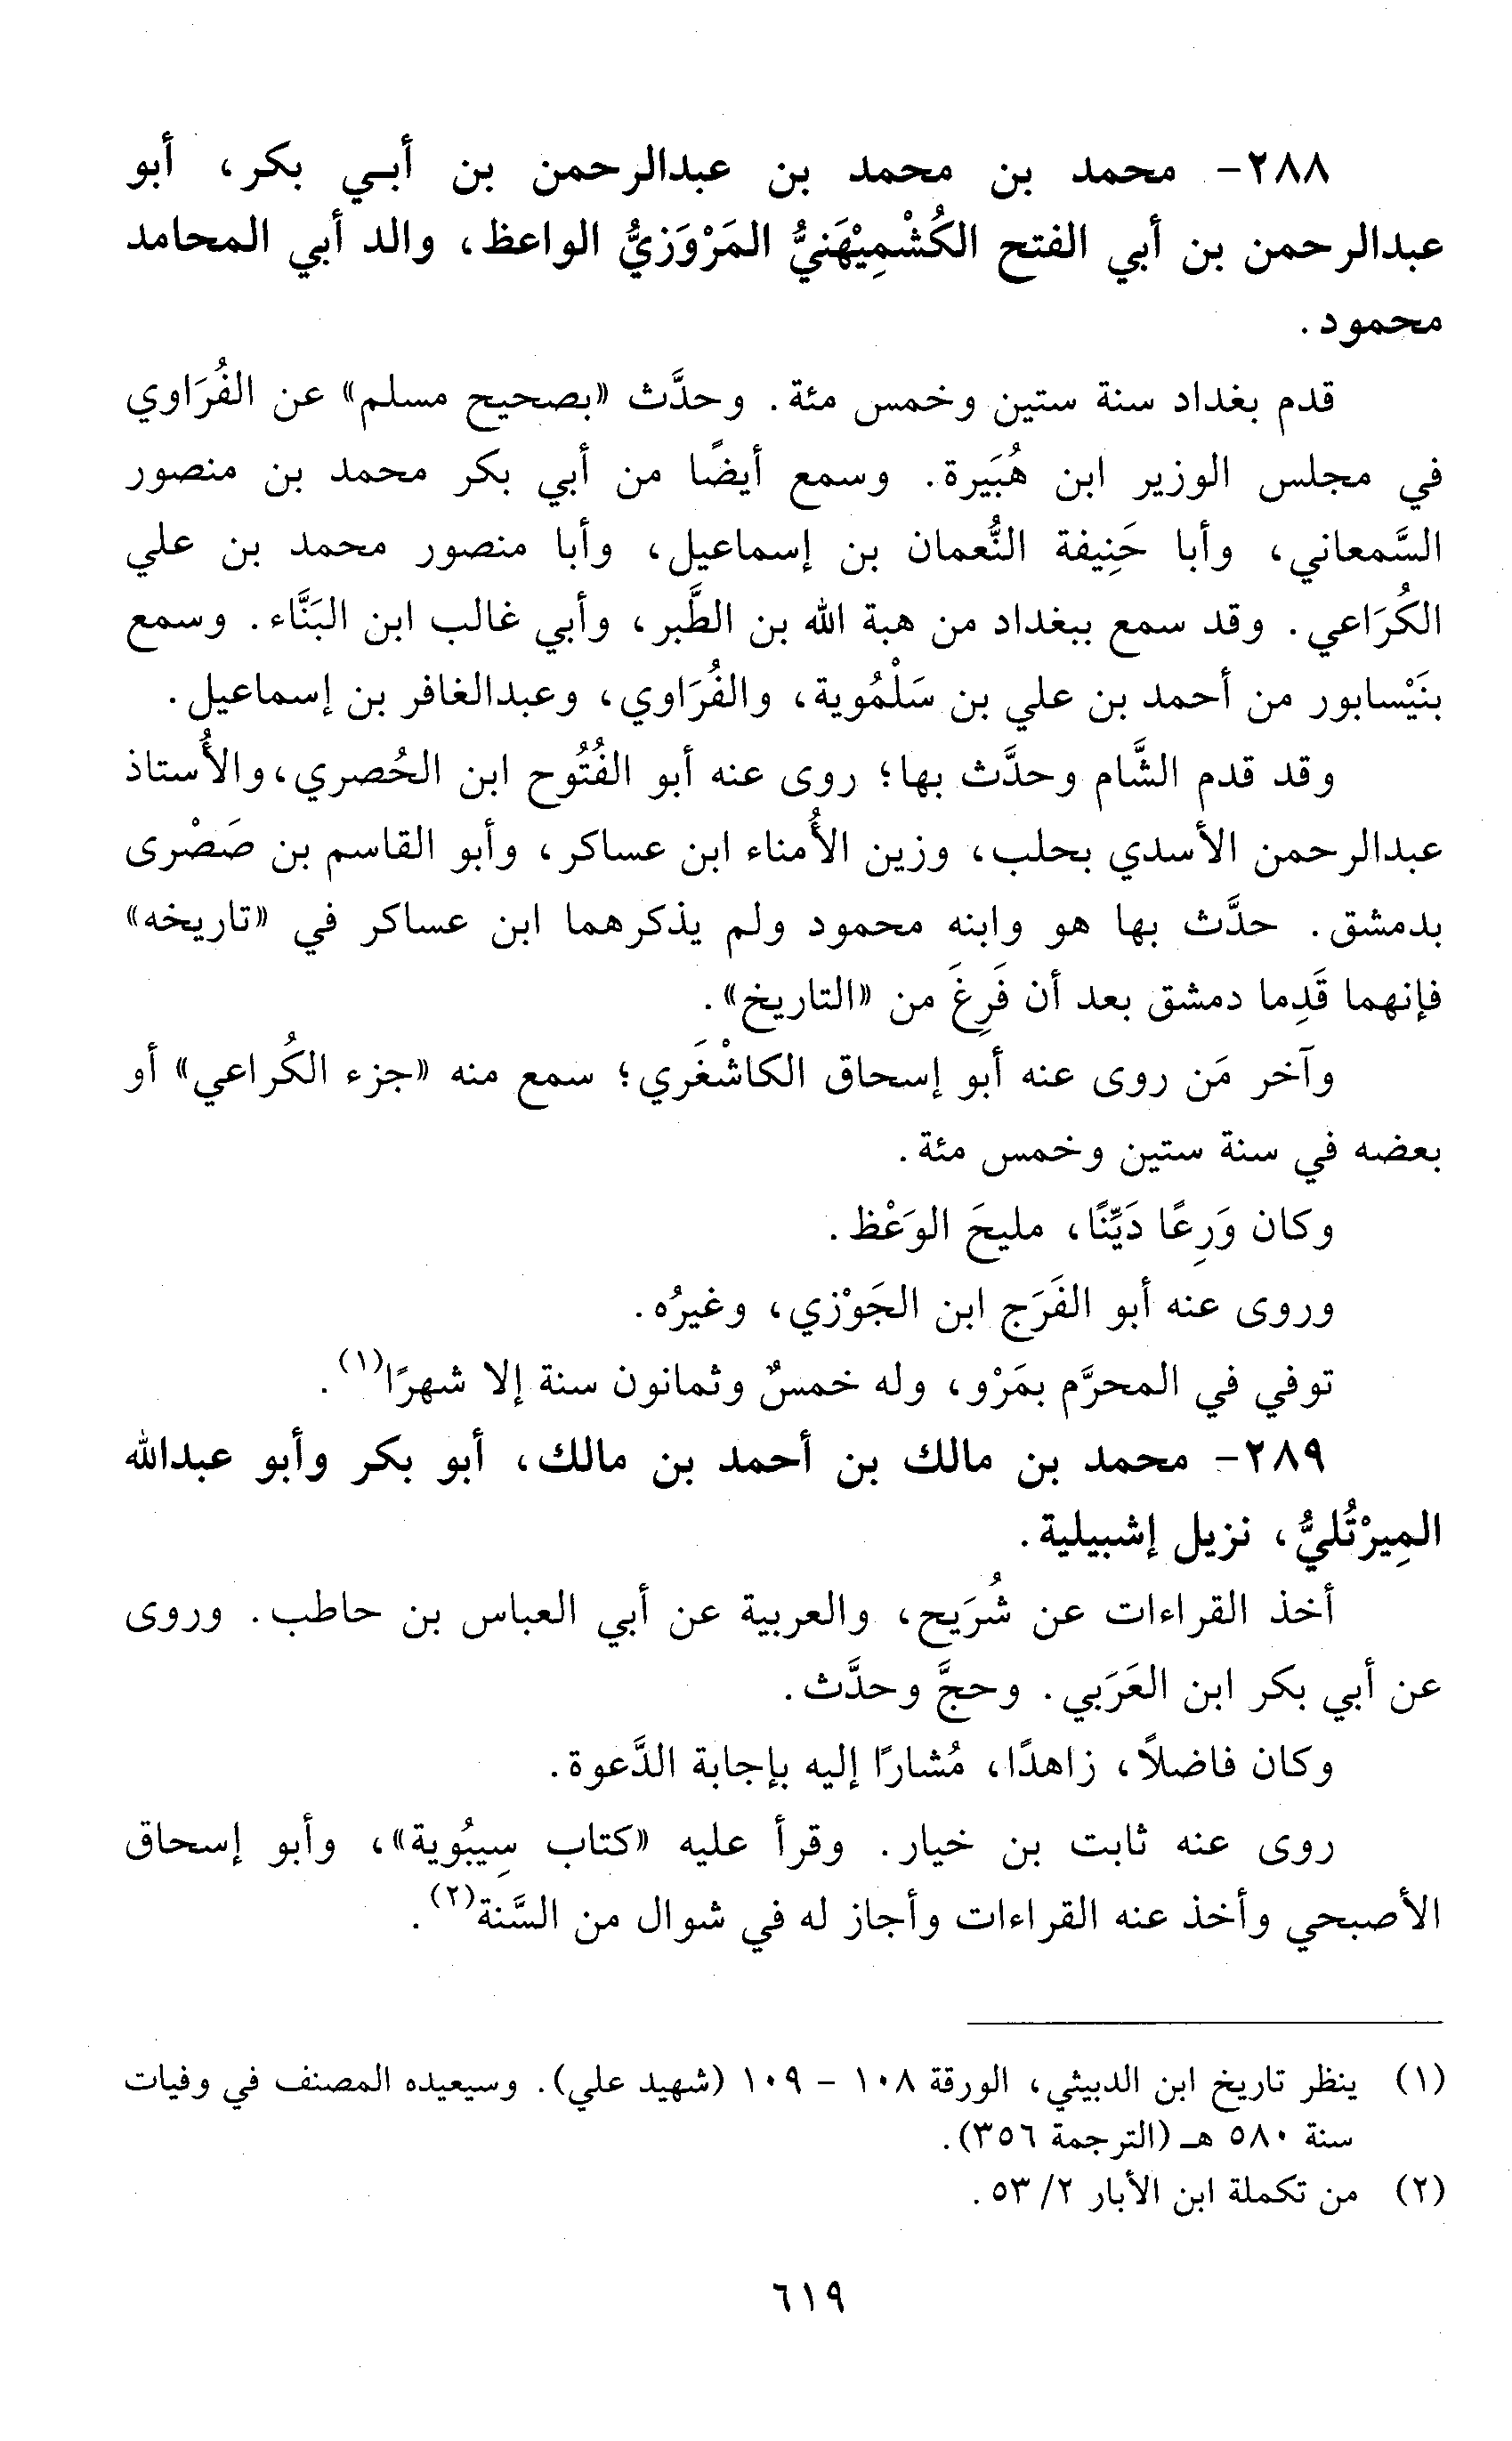 ٢٨٨- محمد بن محمد بن عبدالرحمن بن أبي بكر، أبو
عبدالرحمن بن أبي الفتح الكُشْمِيْهَنيُّ المَرْوَزيُّ الواعظ، والد أبي المحامد
محمود.
قدم بغداد سنة ستين وخمس مئة. وحدَّث «بصحيح مسلم» عن الفُرَاوي
في مجلس الوزير ابن هُبَيرة. وسمع أيضًا من أبي بكر محمد بن منصور
السَّمعاني، وأبا حَنِيفة النُّعمان بن إسماعيل، وأبا منصور محمد بن علي
الكُرَاعي. وقد سمع ببغداد من هبة الله بن الطَّبر، وأبي غالب ابن البَنَّاء. وسمع
بنَيْسابور من أحمد بن علي بن سَلْمُوية، والفُرَاوي، وعبدالغافر بن إسماعيل.
وقد قدم الشَّام وحدَّث بها؛ روى عنه أبو الفُتُوح ابن الحُصري، والأُستاذ
عبدالرحمن الأسدي بحلب، وزين الأُمناء ابن عساكر، وأبو القاسم بن صَصْرى
بدمشق. حدَّث بها هو وابنه محمود ولم يذكرهما ابن عساكر في «تاريخه»
فإنهما قَدِما دمشق بعد أن فَرِغَ من «التاريخ».
وآخر مَن روى عنه أبو إسحاق الكاشْغَري؛ سمع منه «جزء الكُراعي» أو
بعضه في سنة ستين وخمس مئة.
وكان وَرِعًا دَيِّنًا، مليحَ الوَعْظ.
وروى عنه أبو الفَرَج ابن الجَوْزي، وغيرُه.
توفي في المحرَّم بمَرْو، وله خمسٌ وثمانون سنة إلا شهرًا(١).
٢٨٩- محمد بن مالك بن أحمد بن مالك، أبو بكر وأبو عبدالله
المِيرْتُليُّ، نزيل إشبيلية.
أخذ القراءات عن شُرَيح، والعربية عن أبي العباس بن حاطب. وروى
عن أبي بكر ابن العَرَبي. وحجَّ وحدَّث.
وكان فاضلاً، زاهدًا، مُشارًا إليه بإجابة الدَّعوة.
روى عنه ثابت بن خيار. وقرأ عليه «كتاب سِيبُوية»، وأبو إسحاق
الأصبحي وأخذ عنه القراءات وأجاز له في شوال من السَّنة(٢).
(١) ينظر تاريخ ابن الدبيثي، الورقة ١٠٨ - ١٠٩ (شهيد علي). وسيعيده المصنف في وفيات
سنة ٥٨٠ هـ (الترجمة ٣٥٦).
(٢) من تكملة ابن الأبار ٢/ ٥٣.
٦١٩